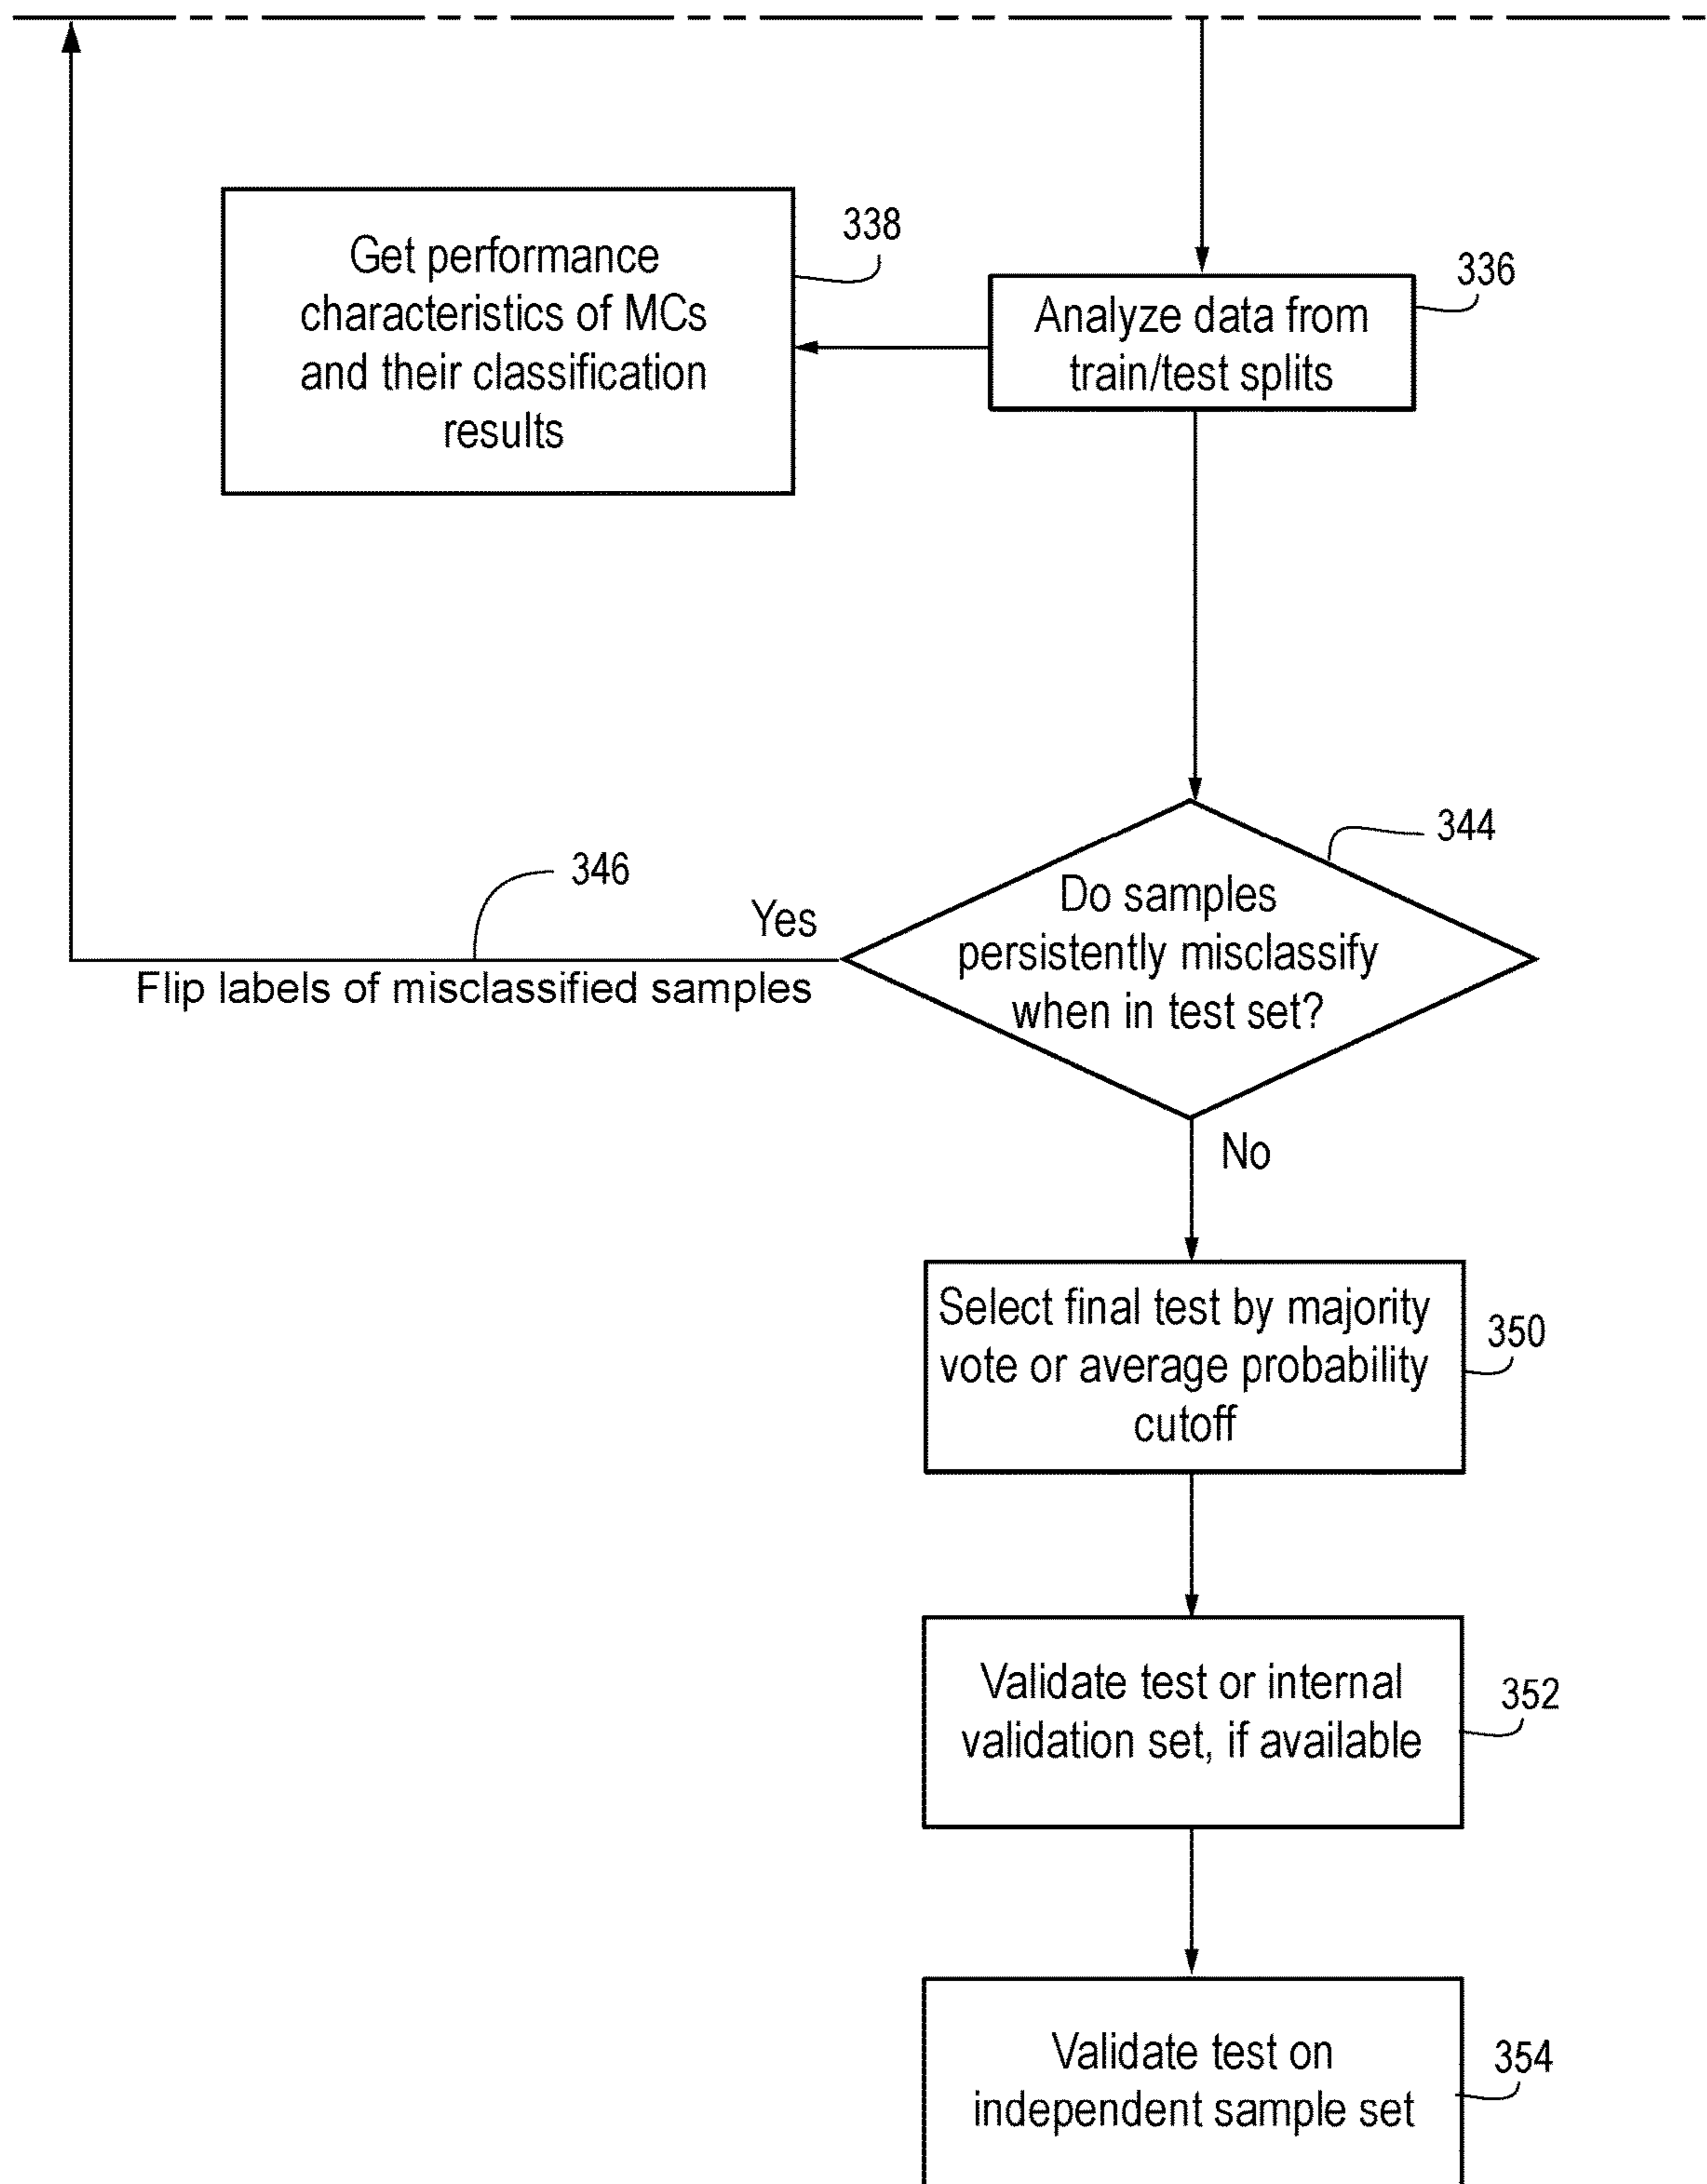 338
Get performance
characteristics of MCs
and their classification
results
336
Analyze data from
train/test splits
344
Do samples
persistently misclassify
when in test set?
346
Yes
Flip labels of misclassified samples
No
Select final test by majority
vote or average probability
cutoff
350
Validate test or internal
validation set, if available
352
Validate test on
independent sample set
354